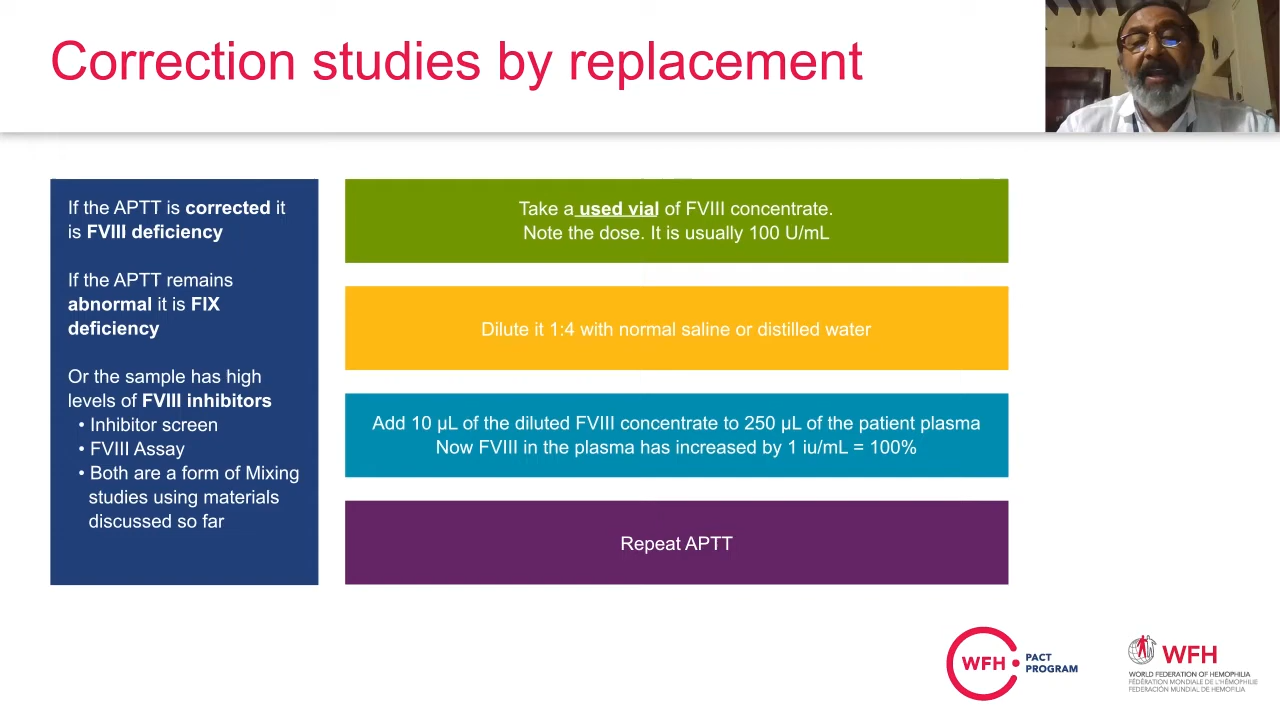 Correction studies by replacement
If the APTT is corrected it
is FVIII deficiency
If the APTT remains
abnormal it is FIX
deficiency
Or the sample has high
levels of FVIII inhibitors
• Inhibitor screen
• FVIII Assay
• Both are a form of Mixing
studies using materials
discussed so far
Take a used vial of FVIII concentrate.
Note the dose. It is usually 100 U/mL
Dilute it 1:4 with normal saline or distilled water
Add 10 µL of the diluted FVIII concentrate to 250 µL of the patient plasma
Now FVIII in the plasma has increased by 1 iu/mL = 100%
Repeat APTT
WFH
PACT
PROGRAM
WFH
WORLD FEDERATION OF HEMOPHILIA
FÉDÉRATION MONDIALE DE L'HÉMOPHILIE
FEDERACIÓN MUNDIAL DE HEMOFILIA